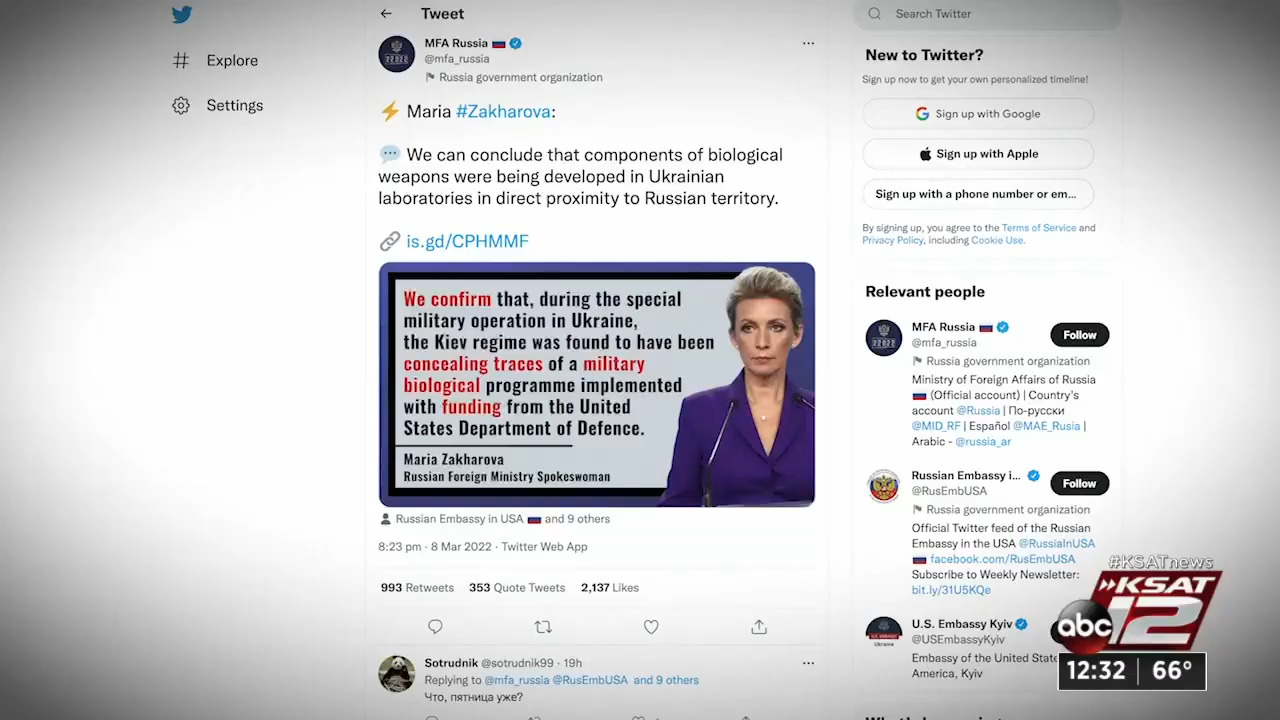 Explore
Settings
Tweet
MFA Russia
@mfa_russia
Russia government organization
Maria #Zakharova:
We can conclude that components of biological
weapons were being developed in Ukrainian
laboratories in direct proximity to Russian territory.
is.gd/CPHMMF
We confirm that, during the special
military operation in Ukraine,
the Kiev regime was found to have been
concealing traces of a military
biological programme implemented
with funding from the United
States Department of Defence.
Maria Zakharova
Russian Foreign Ministry Spokeswoman
Russian Embassy in USA and 9 others
8:23 pm · 8 Mar 2022 · Twitter Web App
993 Retweets 353 Quote Tweets 2,137 Likes
Sotrudnik @sotrudnik99 · 19h
Replying to @mfa_russia @RusEmbUSA and 9 others
Что, пятница уже?
Search Twitter
New to Twitter?
Sign up now to get your own personalized timeline!
Sign up with Google
Sign up with Apple
Sign up with a phone number or em...
By signing up, you agree to the Terms of Service and
Privacy Policy, including Cookie Use.
Relevant people
MFA Russia
@mfa_russia
Follow
Russia government organization
Ministry of Foreign Affairs of Russia
(Official account) | Country's
account @Russia | По-русски
@MID_RF | Español @MAE_Rusia |
Arabic - @russia_ar
Russian Embassy i...
@RusEmbUSA
Follow
Russia government organization
Official Twitter feed of the Russian
Embassy in the USA @RussiaInUSA
facebook.com/RusEmbUSA
Subscribe to Weekly Newsletter:
bit.ly/31U5KQe
U.S. Embassy Kyiv
@USEmbassyKyiv
Embassy of the United State
America, Kyiv
#KSATnews
KSAT
abc 12
12:32 66°